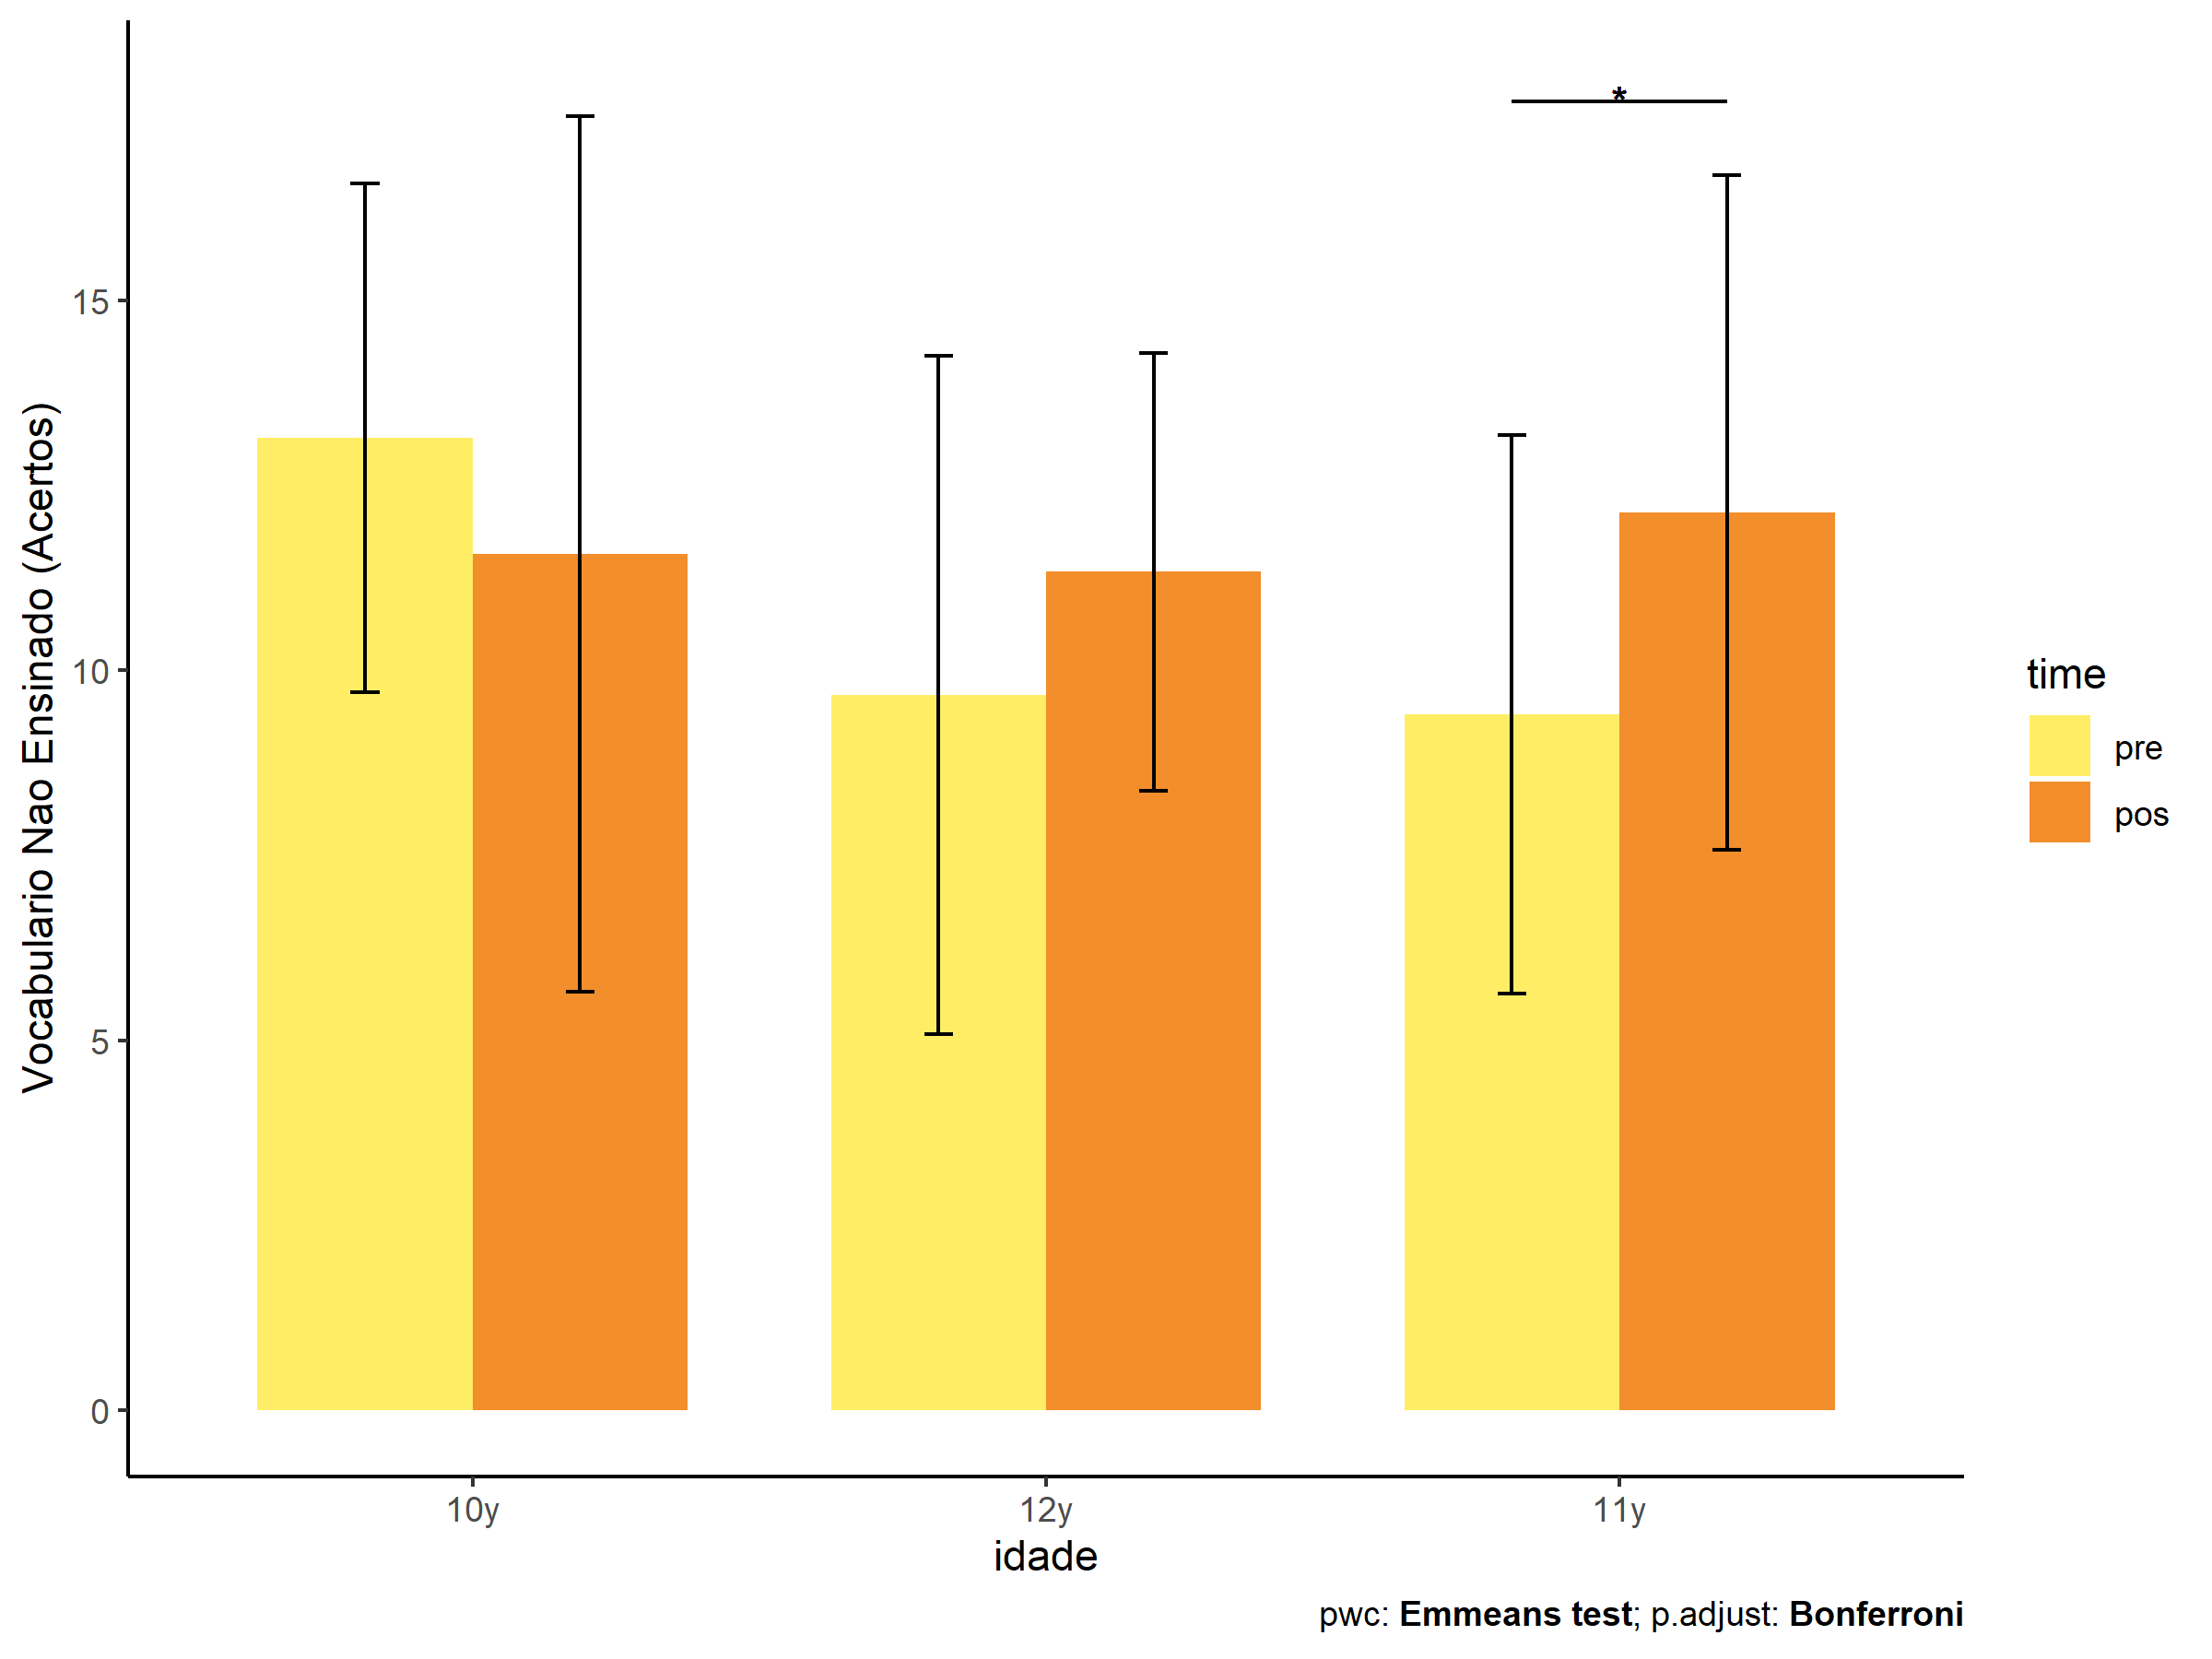 *
Vocabulario Nao Ensinado (Acertos)
15
10
5
0
10y
12y
11y
idade
time
pre
pos
pwc: Emmeans test; p.adjust: Bonferroni